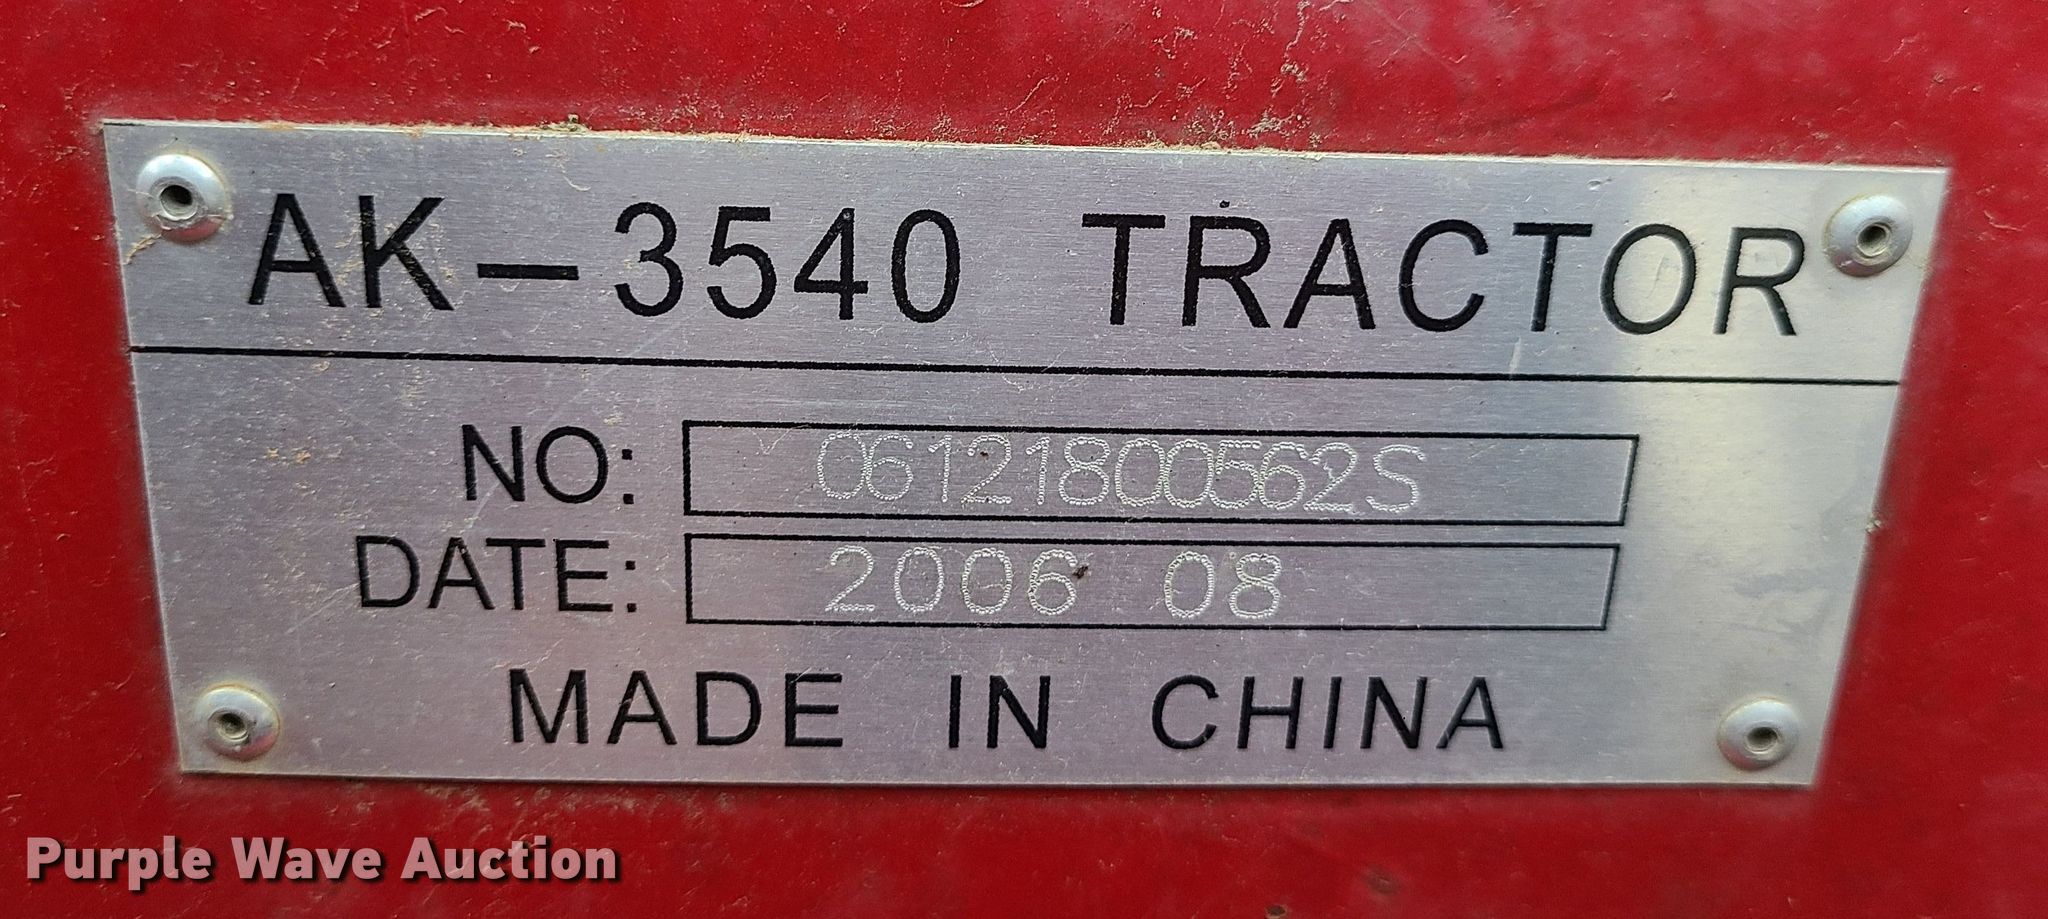 AK-3540 TRACTOR
NO: 06121800562S
DATE: 2006 08
MADE IN CHINA
Purple Wave Auction